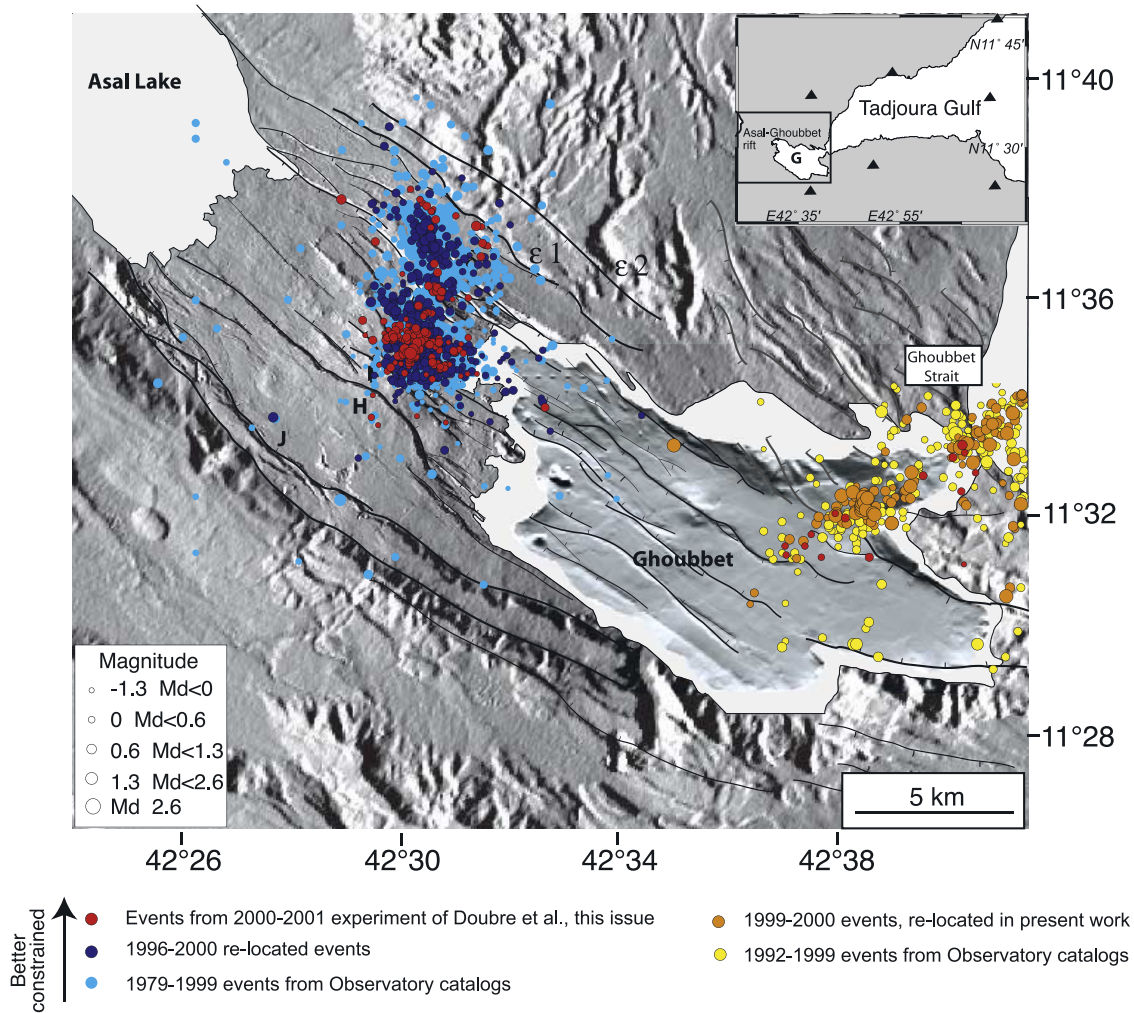 Asal Lake
N11° 45'
Tadjoura Gulf
Asal-Ghoubbet
rift
G
N11° 30'
E42° 35'
E42° 55'
11°40
11°36
11°32
11°28
ε1
ε2
Ghoubbet
Strait
H
J
Ghoubbet
Magnitude
-1.3 Md<0
0 Md<0.6
0.6 Md<1.3
1.3 Md<2.6
Md 2.6
5 km
42°26
42°30
42°34
42°38
Better
constrained
Events from 2000-2001 experiment of Doubre et al., this issue
1996-2000 re-located events
1979-1999 events from Observatory catalogs
1999-2000 events, re-located in present work
1992-1999 events from Observatory catalogs